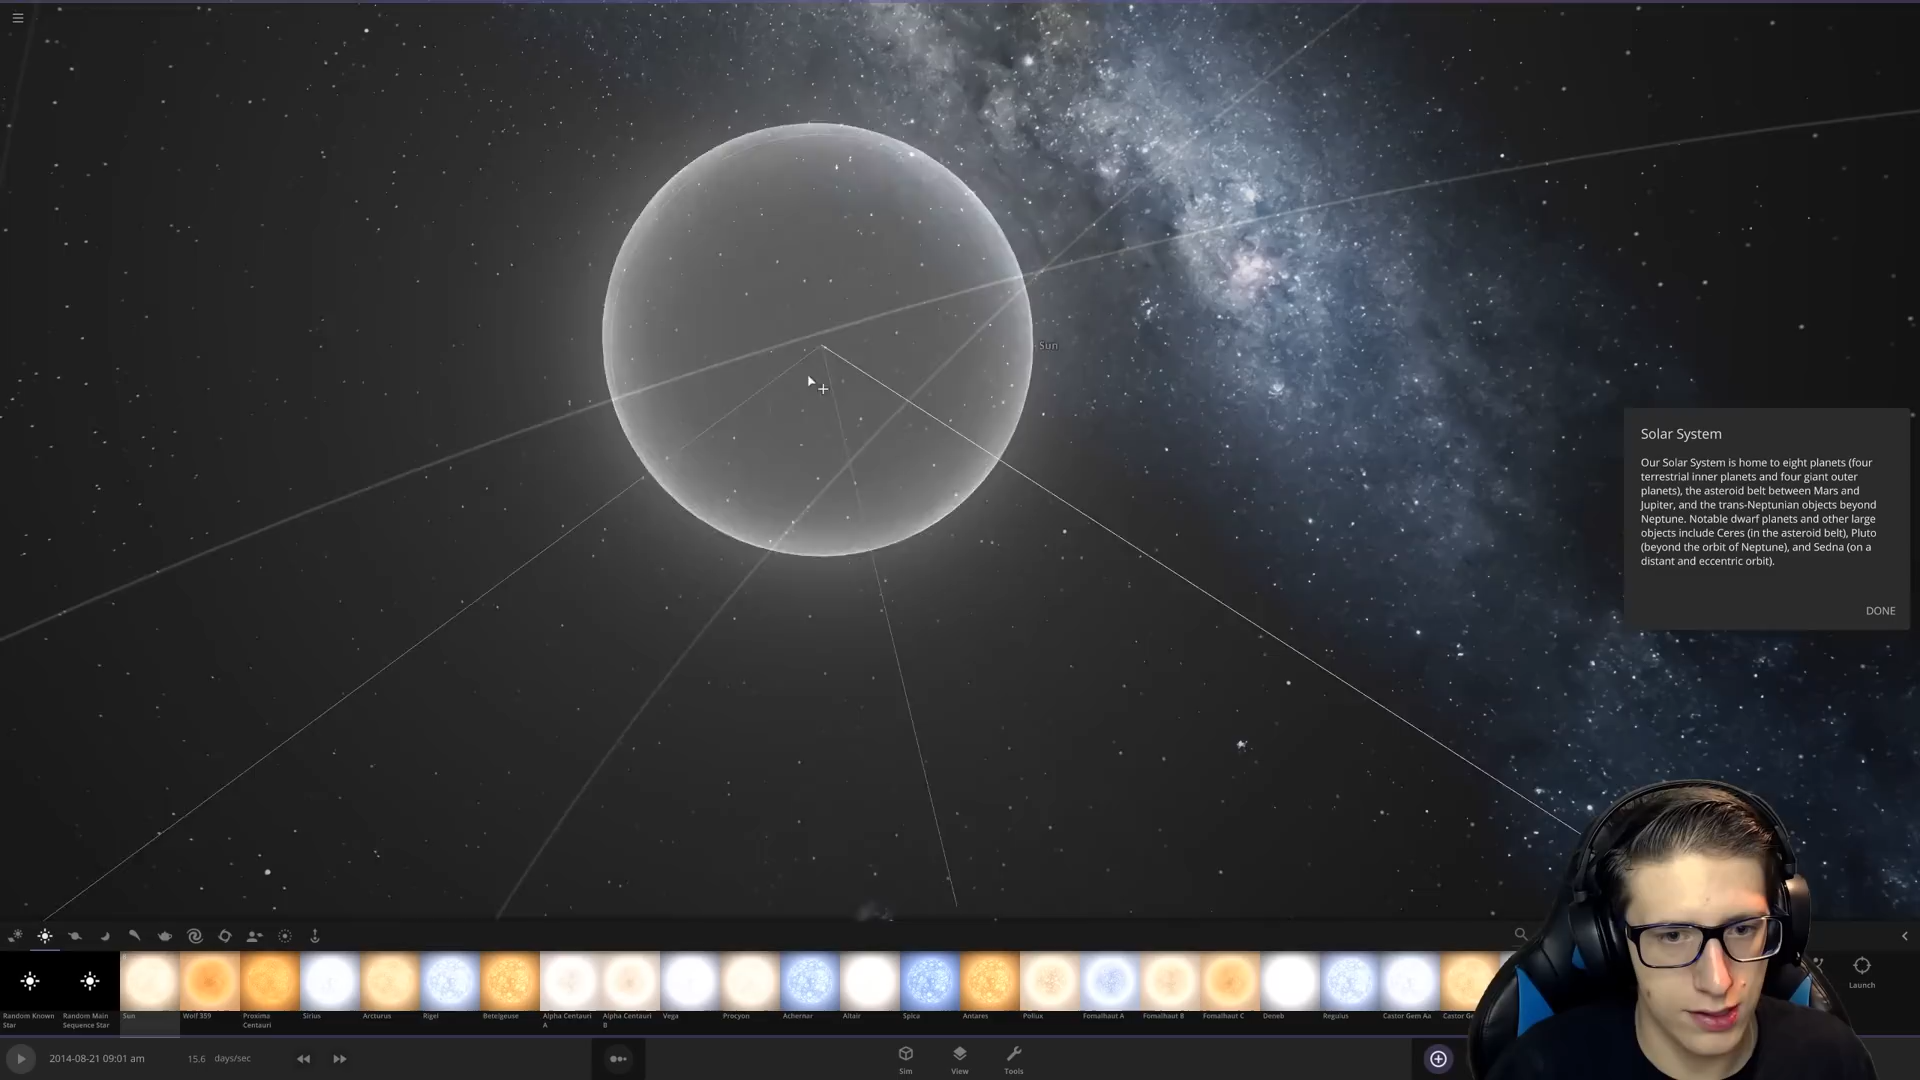 Sun
Solar System
Our Solar System is home to eight planets (four
terrestrial inner planets and four giant outer
planets), the asteroid belt between Mars and
Jupiter, and the trans-Neptunian objects beyond
Neptune. Notable dwarf planets and other large
objects include Ceres (in the asteroid belt), Pluto
(beyond the orbit of Neptune), and Sedna (on a
distant and eccentric orbit).
DONE
Random Known
Star
Random Main
Sequence Star
Sun
Wolf 359
Proxima
Centauri
Sirius
Arcturus
Rigel
Betelgeuse
Alpha Centauri
A
Alpha Centauri
B
Vega
Procyon
Achernar
Altair
Spica
Antares
Pollux
Fomalhaut A
Fomalhaut B
Fomalhaut C
Deneb
Regulus
Castor Gem Aa
Castor Ge
Launch
2014-08-21 09:01 am
15.6 days/sec
Sim
View
Tools